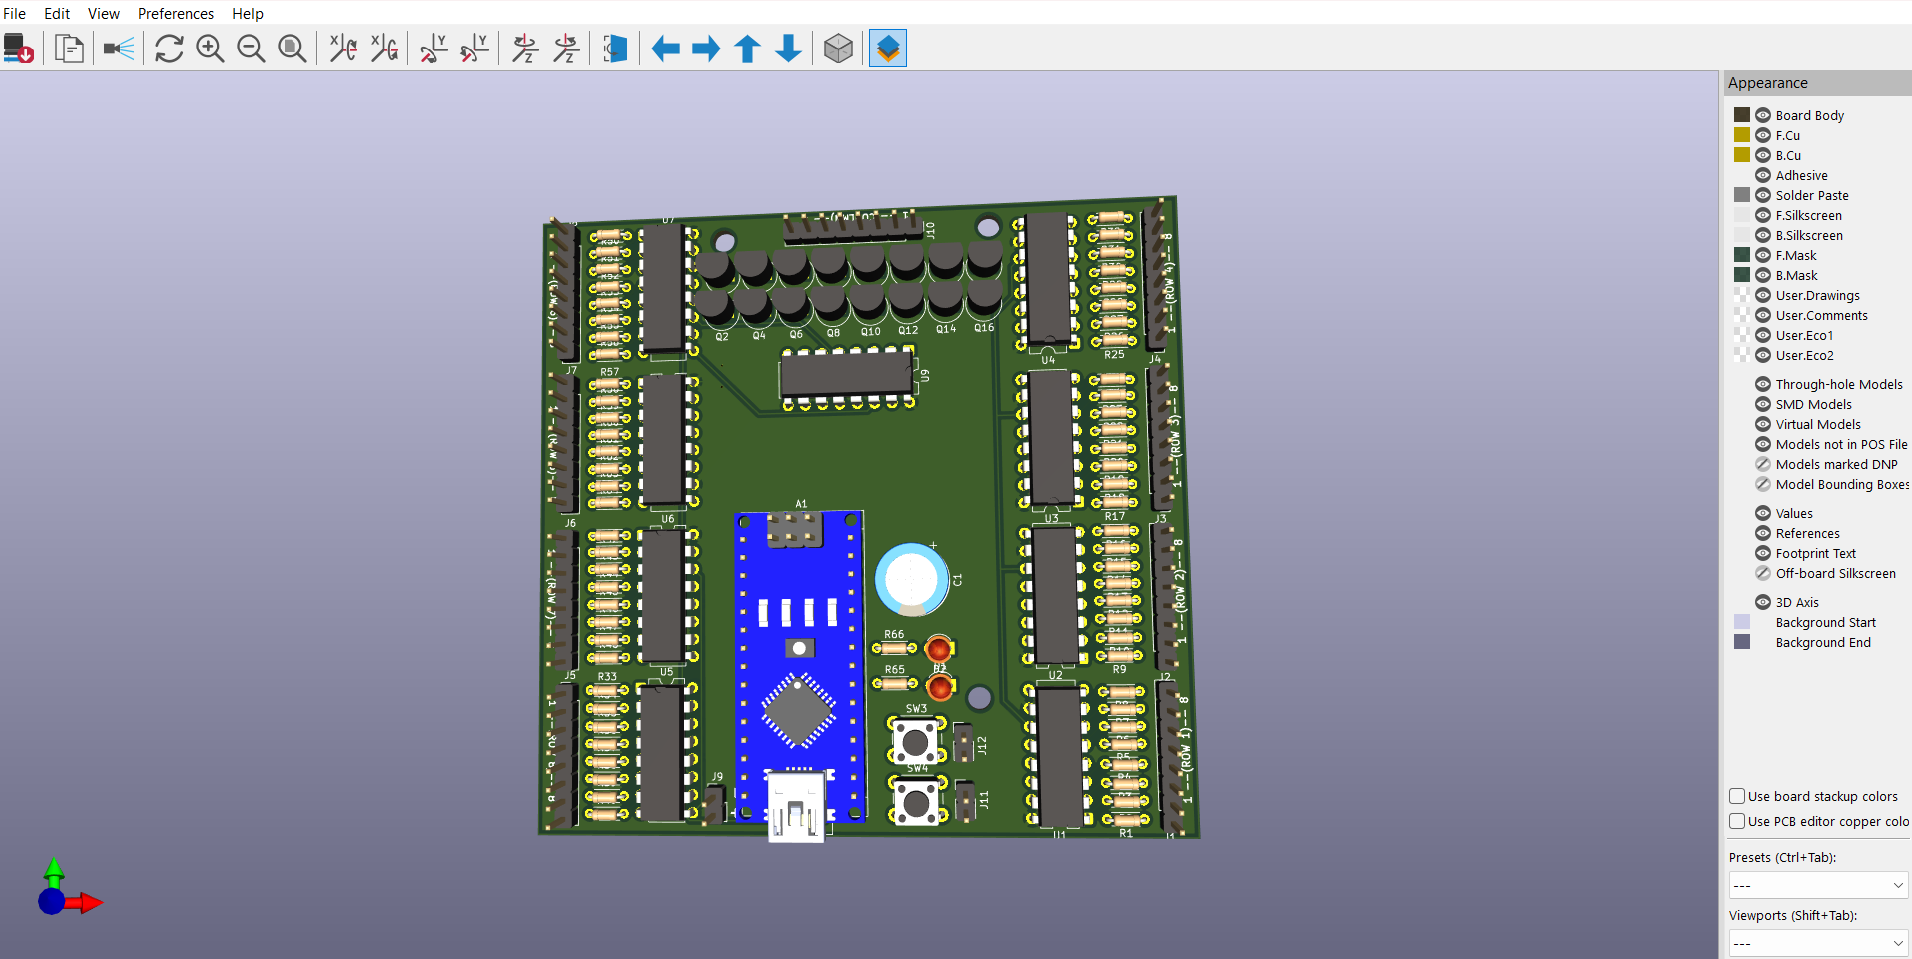 File Edit View Preferences Help
Appearance
Board Body
F.Cu
B.Cu
Adhesive
Solder Paste
F.Silkscreen
B.Silkscreen
F.Mask
B.Mask
User.Drawings
User.Comments
User.Eco1
User.Eco2
Through-hole Models
SMD Models
Virtual Models
Models not in POS File
Models marked DNP
Model Bounding Boxes
Values
References
Footprint Text
Off-board Silkscreen
3D Axis
Background Start
Background End
Use board stackup colors
Use PCB editor copper colo
Presets (Ctrl+Tab):
---
Viewports (Shift+Tab):
---
J10
Q2 Q4 Q6 Q8 Q10 Q12 Q14 Q16
U9
U4
R25
J4
1 --(ROW 4)-- 8
J7
R57
U3
R17
J3
1 --(ROW 3)-- 8
J6
U6
A1
C1
+
R66
R65
U2
R9
J2
1 --(ROW 2)-- 8
J5
R33
U5
SW3
SW4
J12
J11
J9
U1
R1
J1
1 --(ROW 1)-- 8
X
X
Y
Y
Z
Z